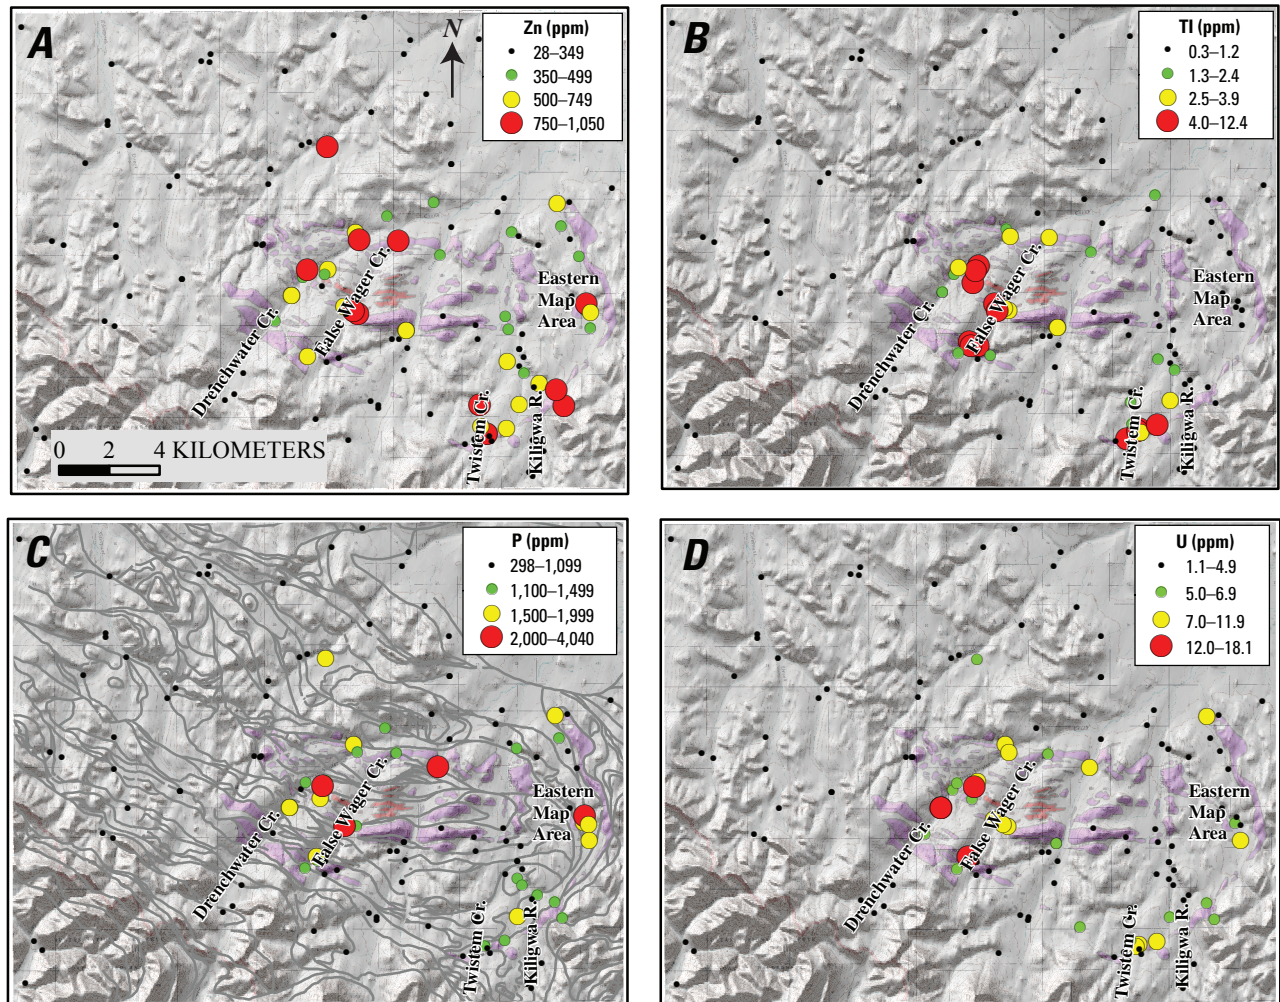 A
N
Zn (ppm)
28–349
350–499
500–749
750–1,050
Eastern
Map
Area
False Wager Cr.
Drenchwater Cr.
Twistem Cr.
Kiligwa R.
0 2 4 KILOMETERS
B
Tl (ppm)
0.3–1.2
1.3–2.4
2.5–3.9
4.0–12.4
Eastern
Map
Area
False Wager Cr.
Drenchwater Cr.
Twistem Cr.
Kiligwa R.
C
P (ppm)
298–1,099
1,100–1,499
1,500–1,999
2,000–4,040
Eastern
Map
Area
False Wager Cr.
Drenchwater Cr.
Twistem Cr.
Kiligwa R.
D
U (ppm)
1.1–4.9
5.0–6.9
7.0–11.9
12.0–18.1
Eastern
Map
Area
False Wager Cr.
Drenchwater Cr.
Twistem Cr.
Kiligwa R.